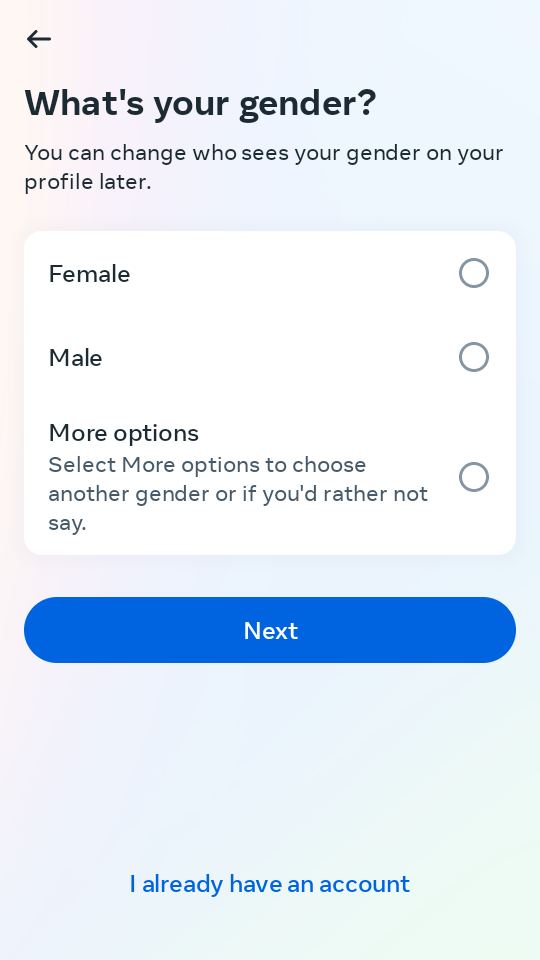 What's your gender?
You can change who sees your gender on your
profile later.
Female
Male
More options
Select More options to choose
another gender or if you'd rather not
say.
Next
I already have an account